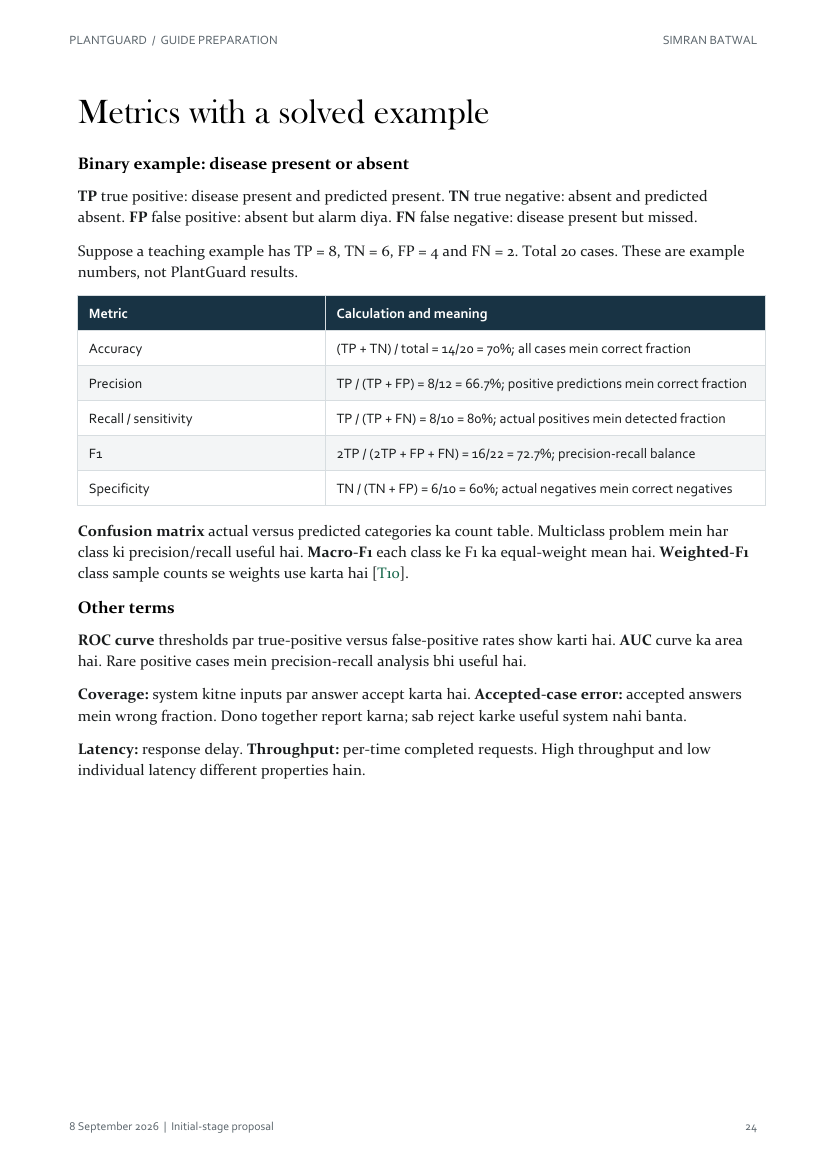 PLANTGUARD / GUIDE PREPARATION
SIMRAN BATWAL
Metrics with a solved example
Binary example: disease present or absent
TP true positive: disease present and predicted present. TN true negative: absent and predicted
absent. FP false positive: absent but alarm diya. FN false negative: disease present but missed.
Suppose a teaching example has TP = 8, TN = 6, FP = 4 and FN = 2. Total 20 cases. These are example
numbers, not PlantGuard results.
Metric
Calculation and meaning
Accuracy
(TP + TN) / total = 14/20 = 70%; all cases mein correct fraction
Precision
TP / (TP + FP) = 8/12 = 66.7%; positive predictions mein correct fraction
Recall / sensitivity
TP / (TP + FN) = 8/10 = 80%; actual positives mein detected fraction
F1
2TP / (2TP + FP + FN) = 16/22 = 72.7%; precision-recall balance
Specificity
TN / (TN + FP) = 6/10 = 60%; actual negatives mein correct negatives
Confusion matrix actual versus predicted categories ka count table. Multiclass problem mein har
class ki precision/recall useful hai. Macro-F1 each class ke F1 ka equal-weight mean hai. Weighted-F1
class sample counts se weights use karta hai [T10].
Other terms
ROC curve thresholds par true-positive versus false-positive rates show karti hai. AUC curve ka area
hai. Rare positive cases mein precision-recall analysis bhi useful hai.
Coverage: system kitne inputs par answer accept karta hai. Accepted-case error: accepted answers
mein wrong fraction. Dono together report karna; sab reject karke useful system nahi banta.
Latency: response delay. Throughput: per-time completed requests. High throughput and low
individual latency different properties hain.
8 September 2026 | Initial-stage proposal
24